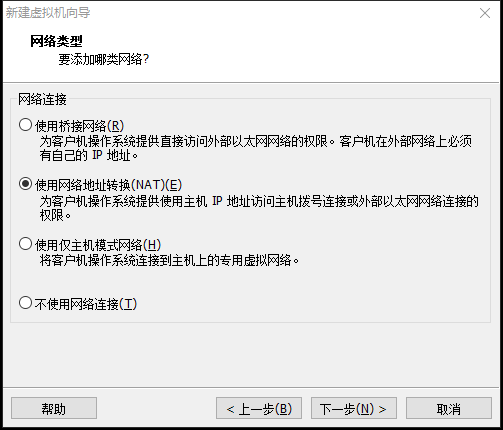 新建虚拟机向导
网络类型
要添加哪类网络?
网络连接
使用桥接网络(R)
为客户机操作系统提供直接访问外部以太网网络的权限。客户机在外部网络上必须
有自己的 IP 地址。
使用网络地址转换(NAT)(E)
为客户机操作系统提供使用主机 IP 地址访问主机拨号连接或外部以太网网络连接的
权限。
使用仅主机模式网络(H)
将客户机操作系统连接到主机上的专用虚拟网络。
不使用网络连接(T)
帮助
< 上一步(B)
下一步(N) >
取消